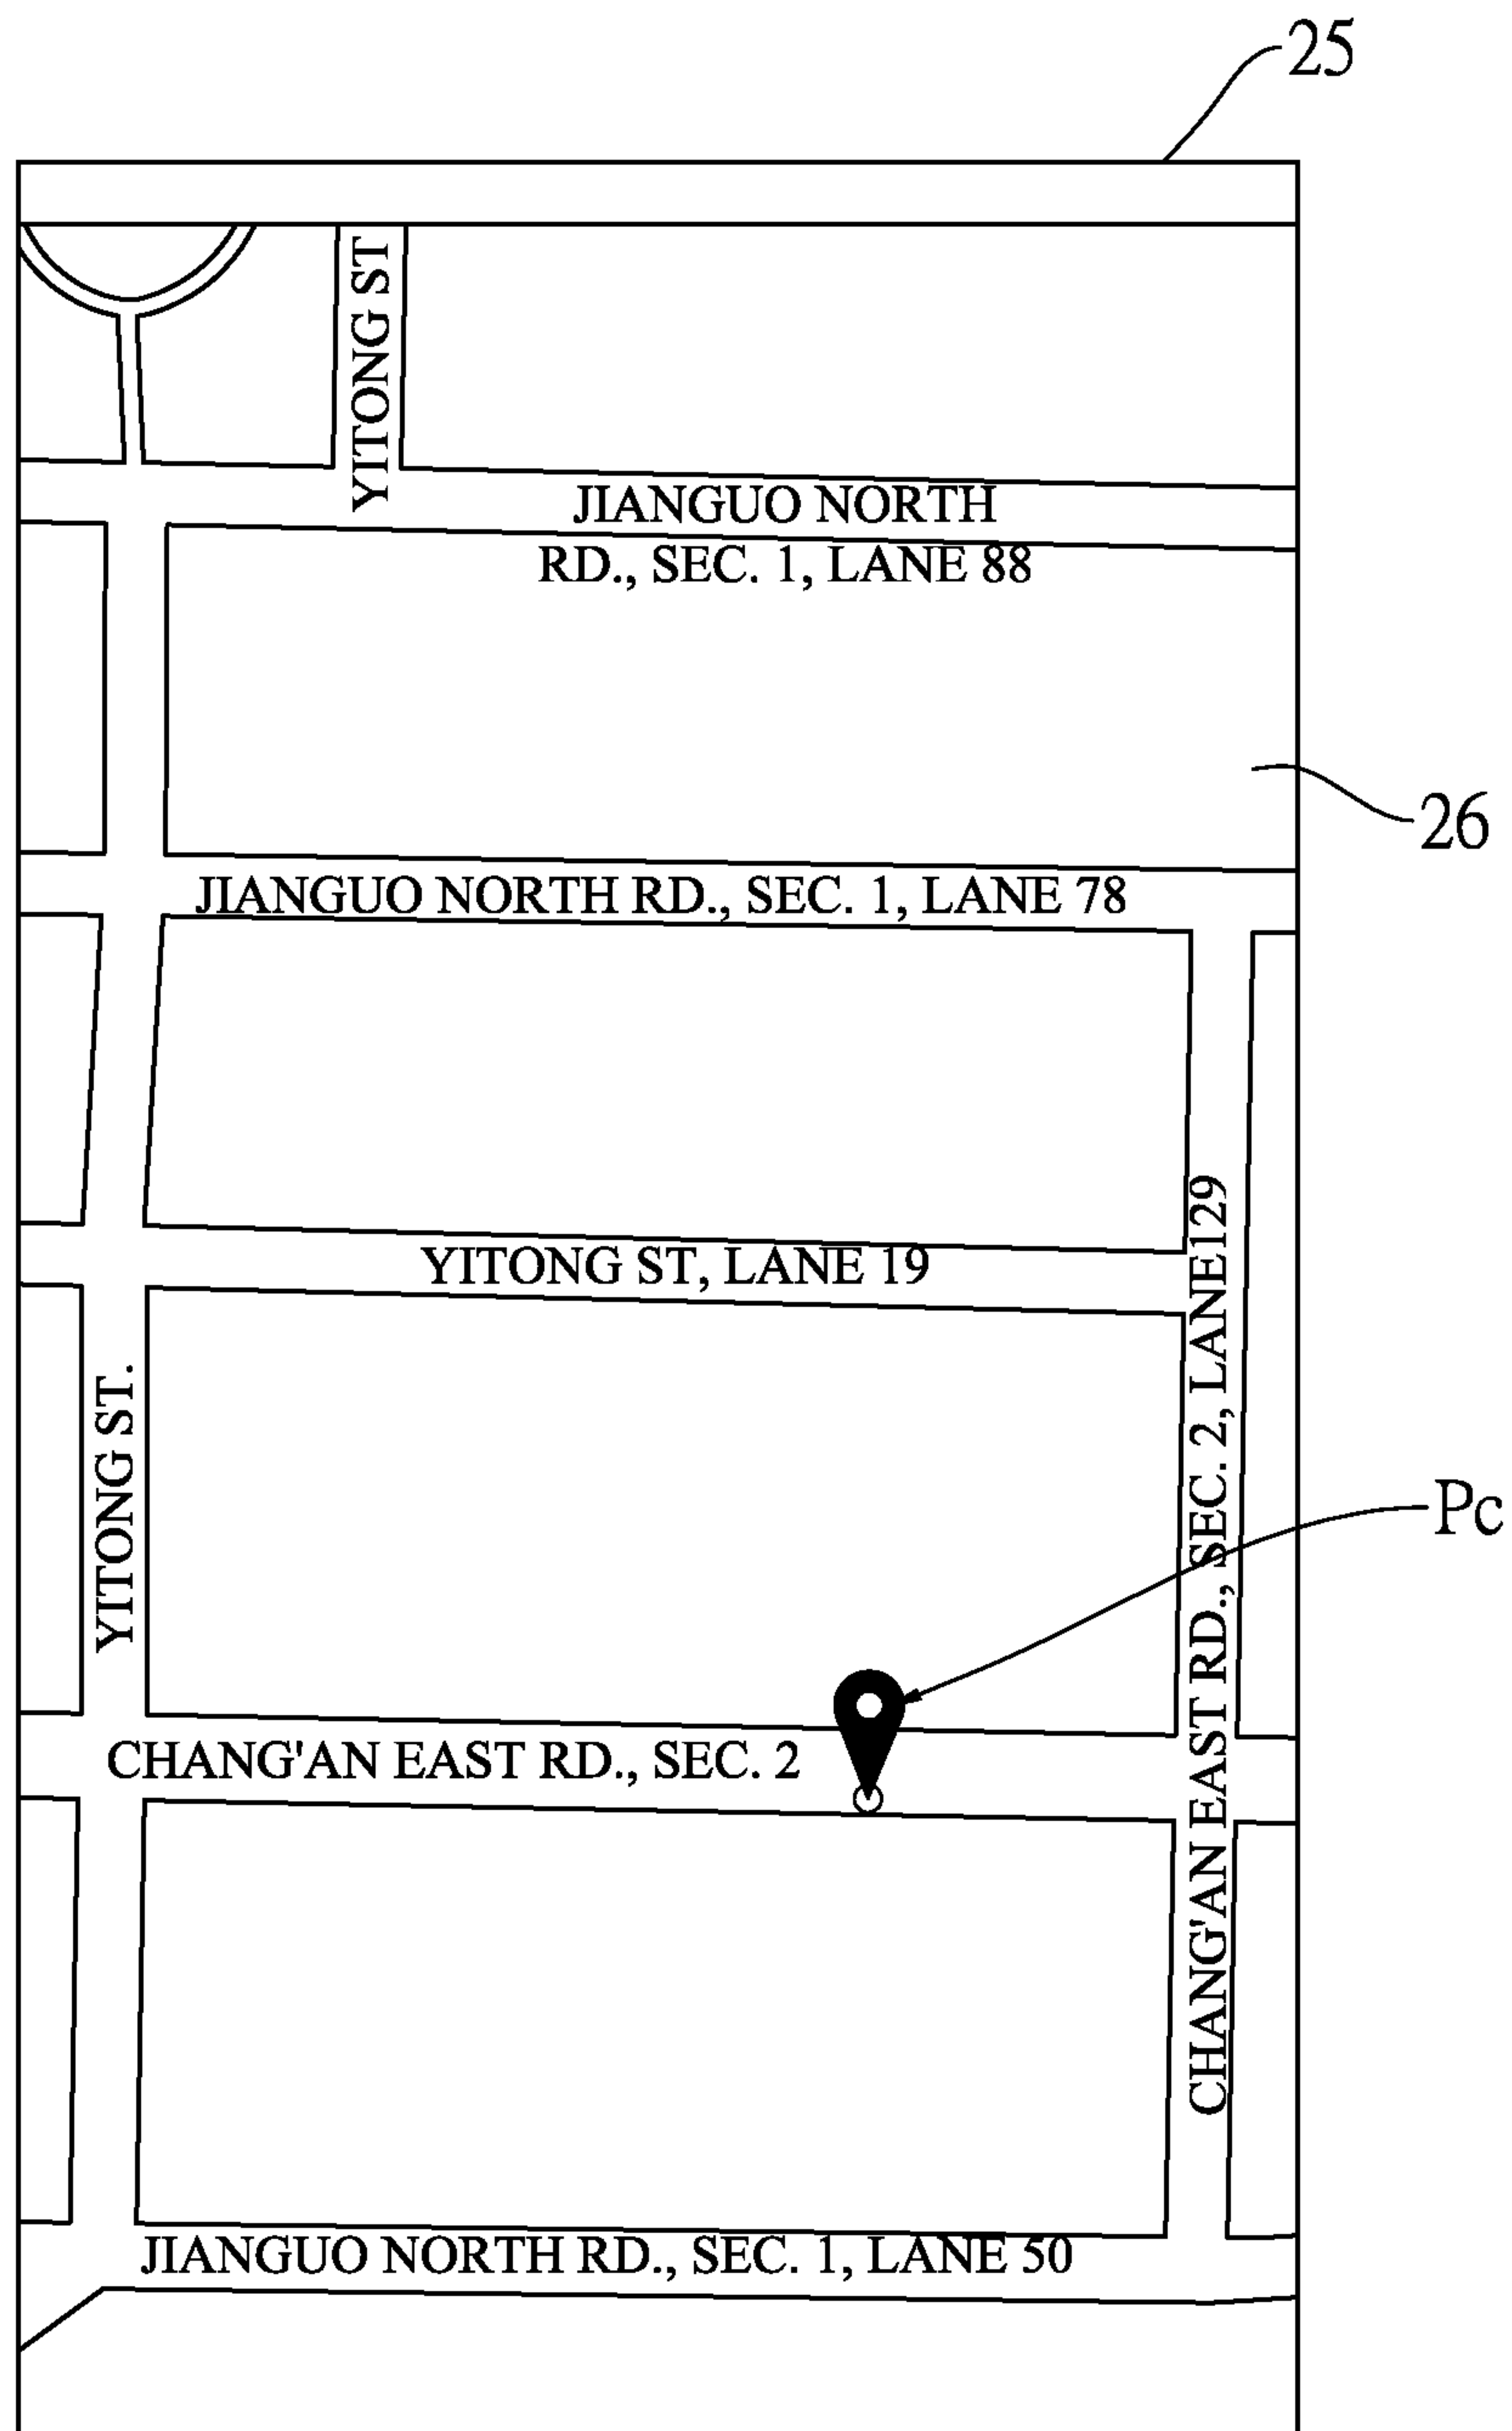 25
YITONG ST
JIANGUO NORTH
RD., SEC. 1, LANE 88
26
JIANGUO NORTH RD., SEC. 1, LANE 78
YITONG ST, LANE 19
CHANG'AN EAST RD., SEC. 2, LANE129
YITONG ST.
Pc
CHANG'AN EAST RD., SEC. 2
JIANGUO NORTH RD., SEC. 1, LANE 50